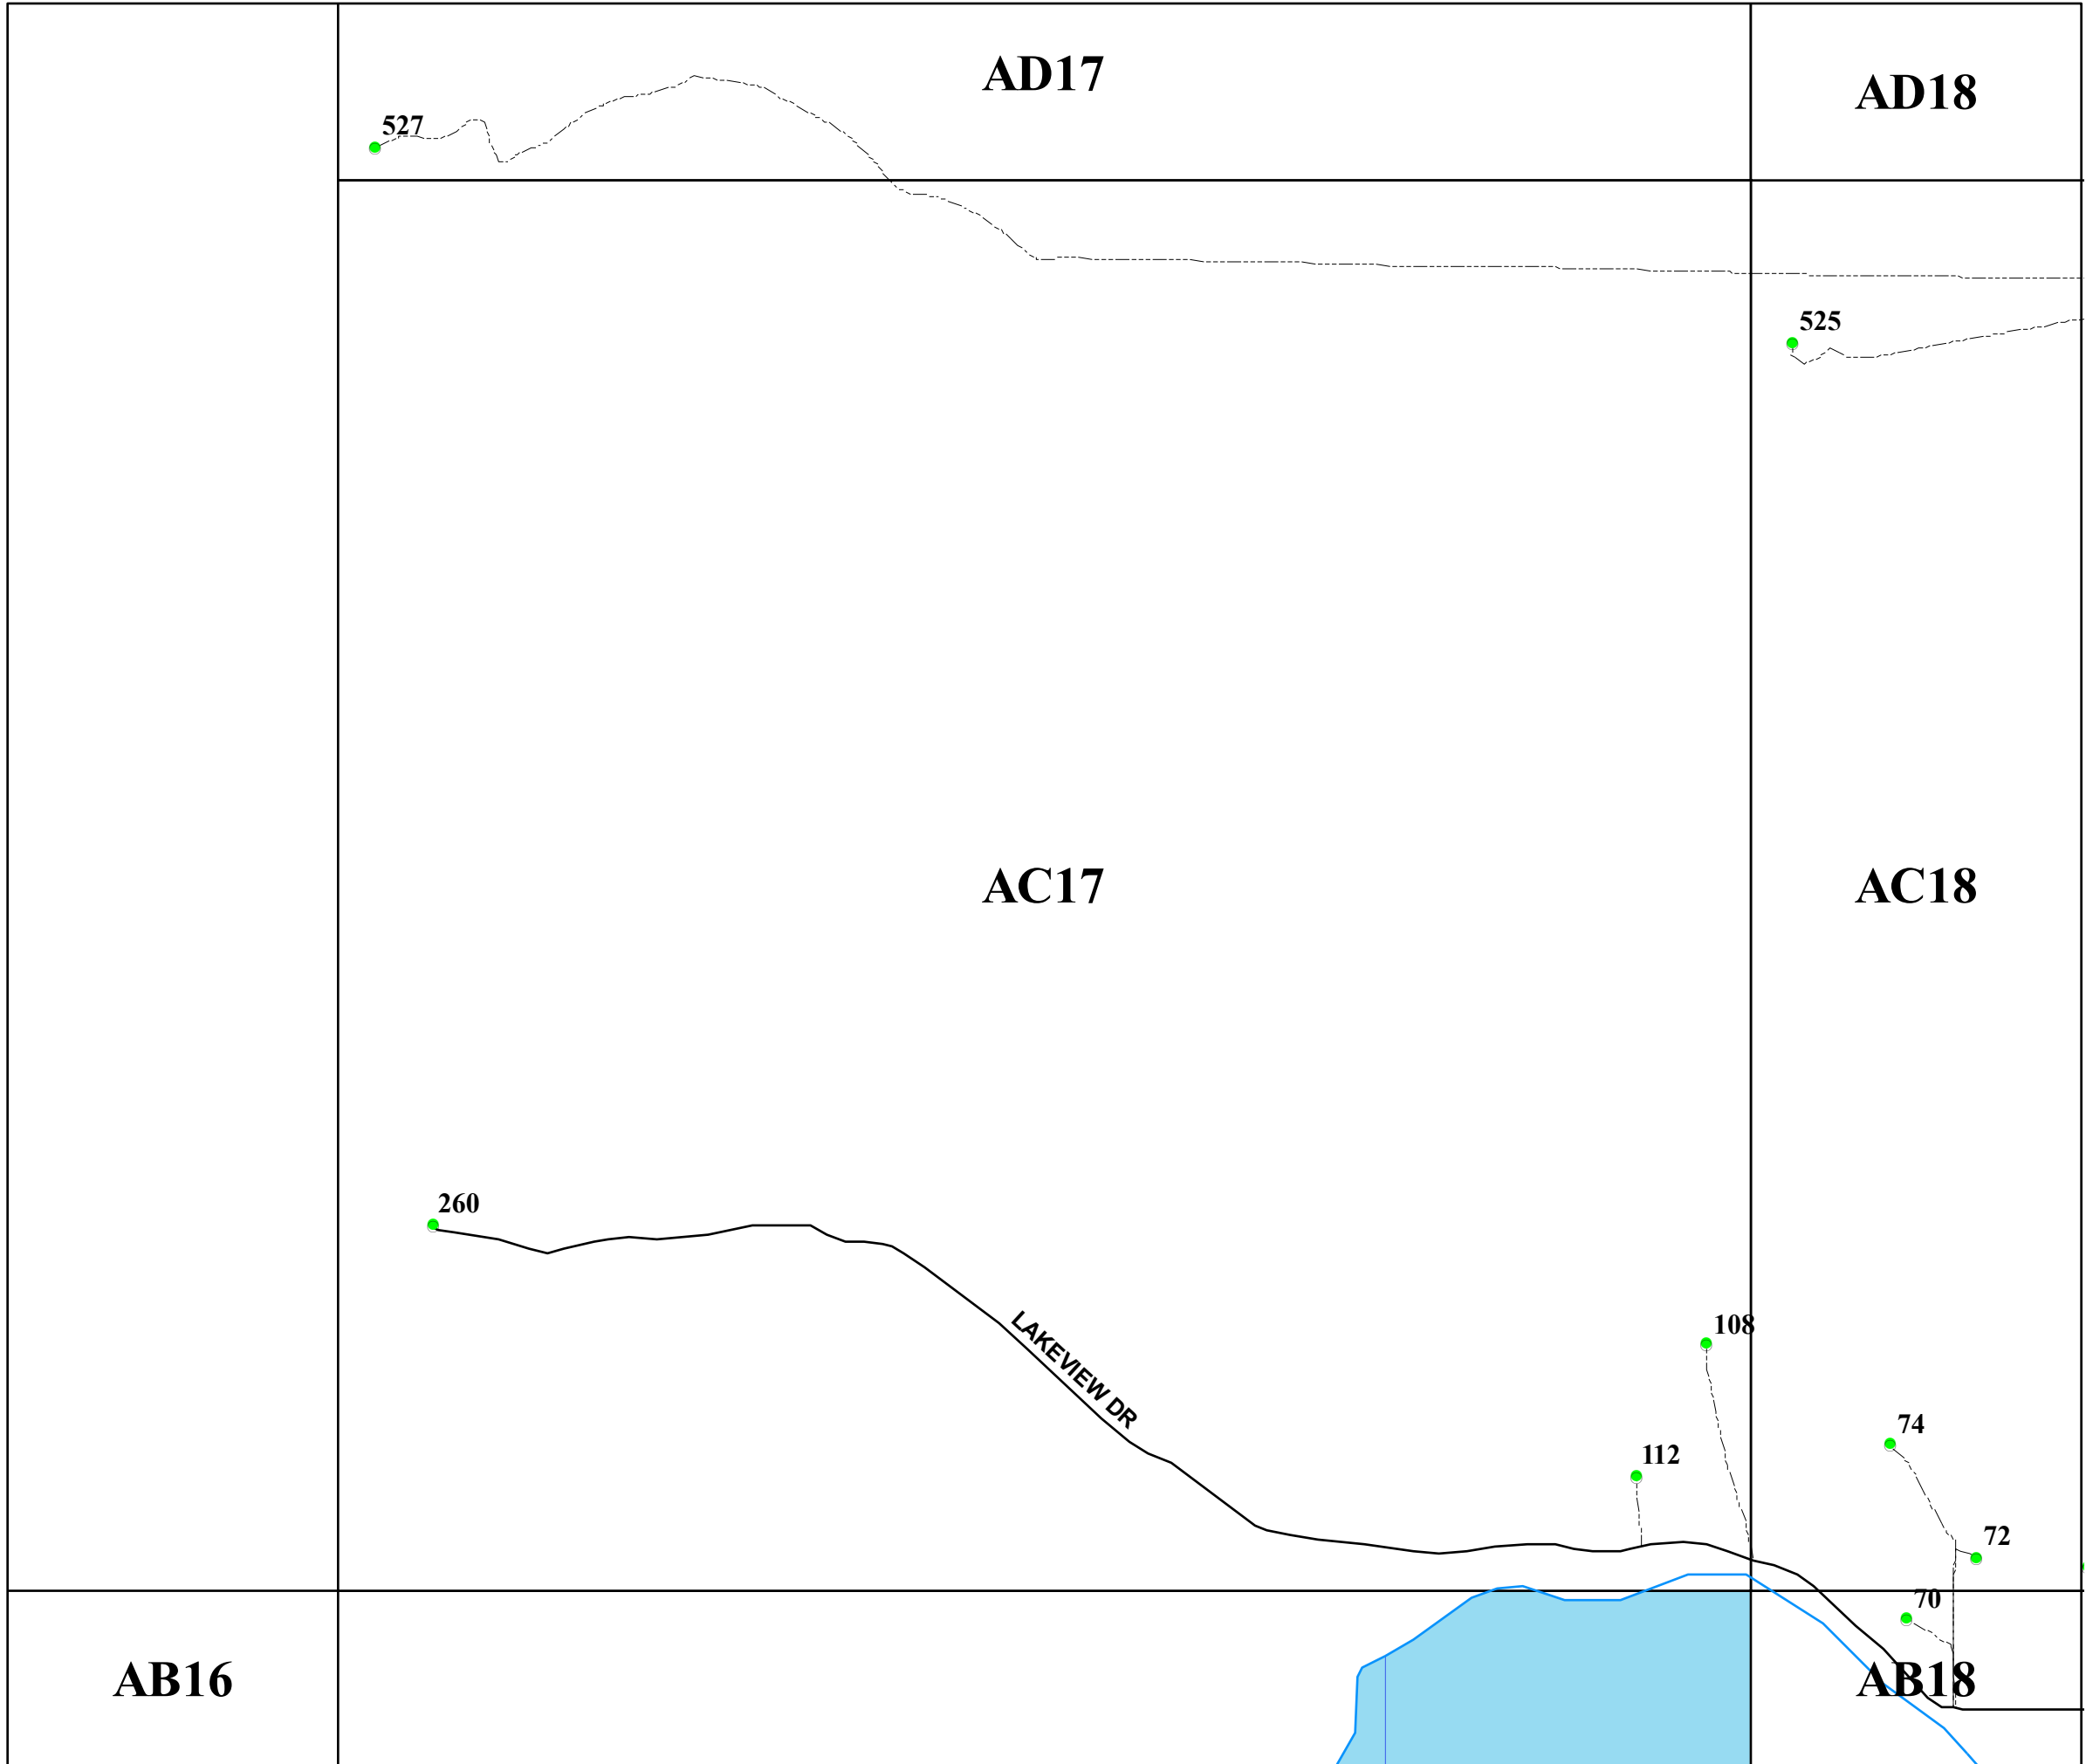 AD17
AD18
527
525
AC17
AC18
260
LAKEVIEW DR
108
74
112
72
70
AB16
AB18